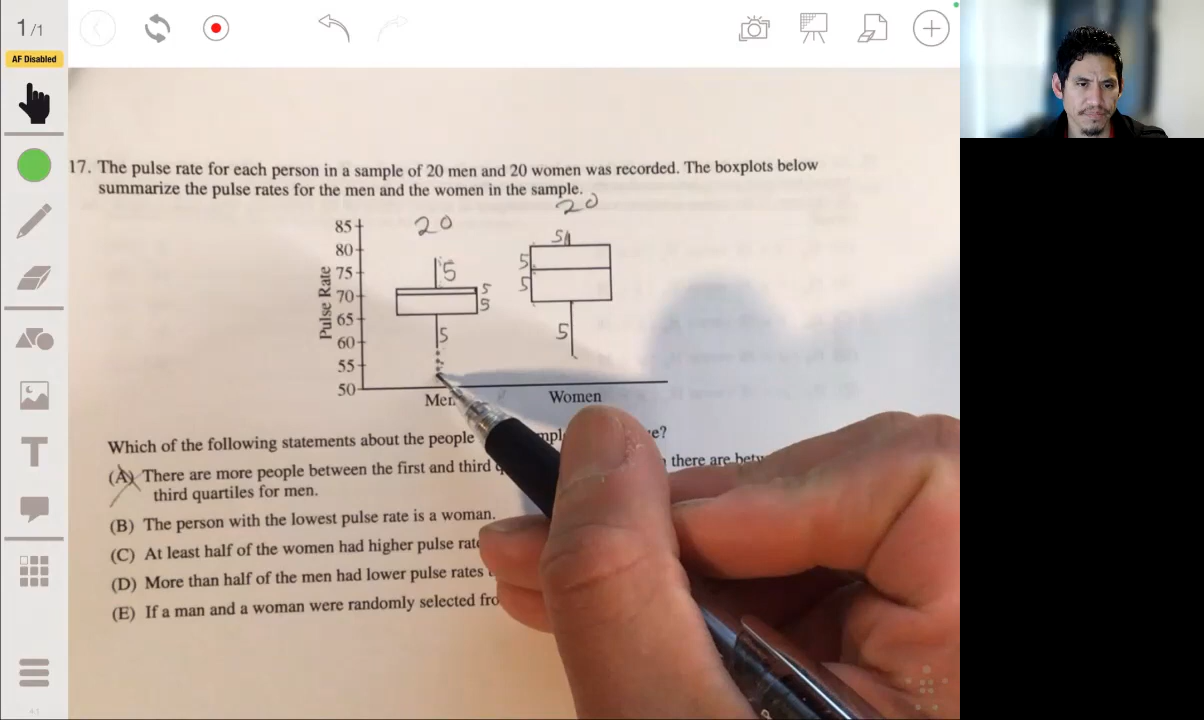 1/1
AF Disabled
17. The pulse rate for each person in a sample of 20 men and 20 women was recorded. The boxplots below
summarize the pulse rates for the men and the women in the sample.
20
20
85
80
75
70
65
60
55
50
Pulse Rate
5
5
5
5
5
5
5
5
Women
Which of the following statements about the people
(A) There are more people between the first and third
there are
third quartiles for men.
(B) The person with the lowest pulse rate is a woman.
(C) At least half of the women had higher pulse
(D) More than half of the men had lower pulse rates
(E) If a man and a woman were randomly selected